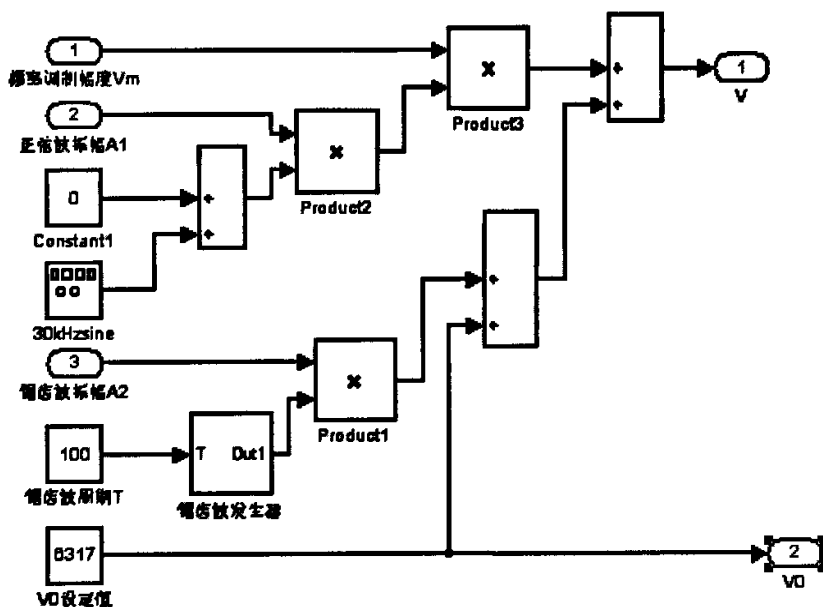 1
频率调制幅度Vm
2
正弦波振幅A1
0
Constant1
30kHzsine
3
锯齿波振幅A2
100
锯齿波周期T
T
Out1
锯齿波发生器
6317
V0设定值
×
Product2
×
Product1
×
Product3
+
+
+
+
+
+
1
V
2
V0